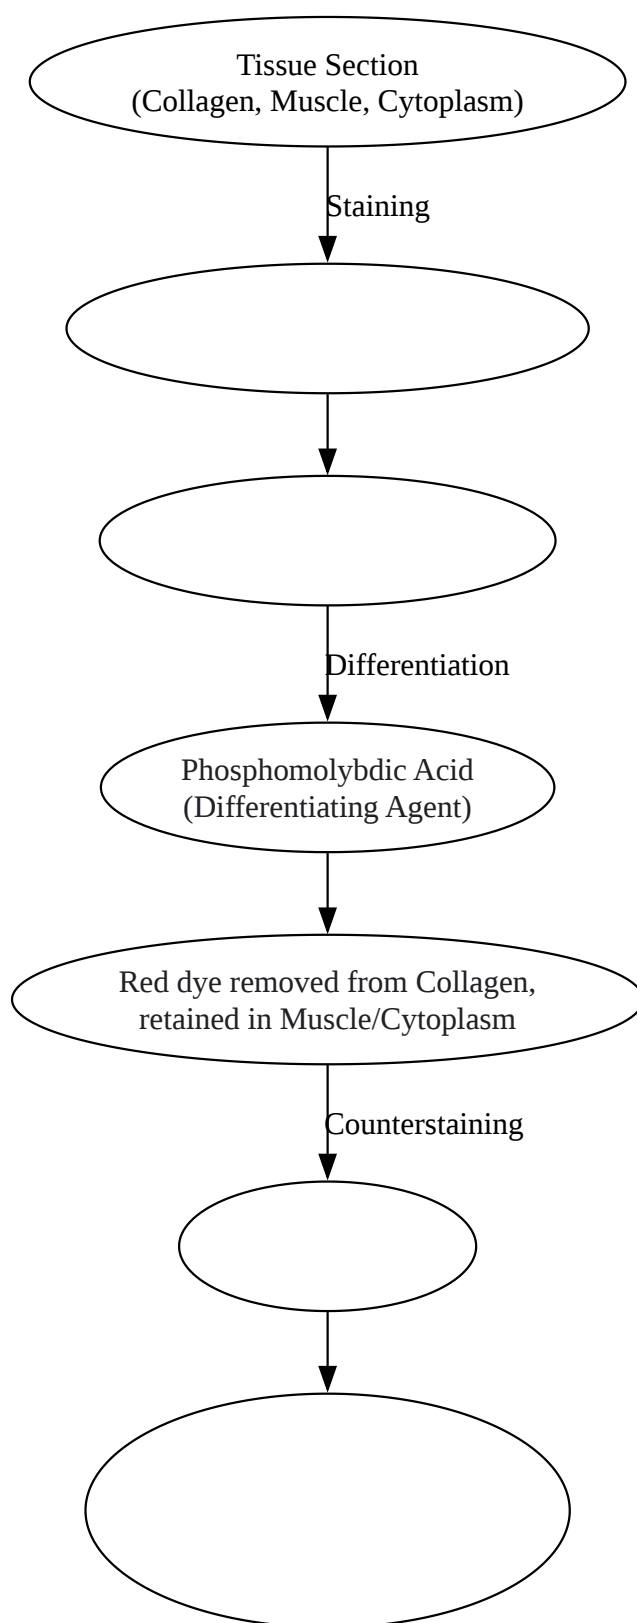 Tissue Section
(Collagen, Muscle, Cytoplasm)
Staining
Differentiation
Phosphomolybdic Acid
(Differentiating Agent)
Red dye removed from Collagen,
retained in Muscle/Cytoplasm
Counterstaining